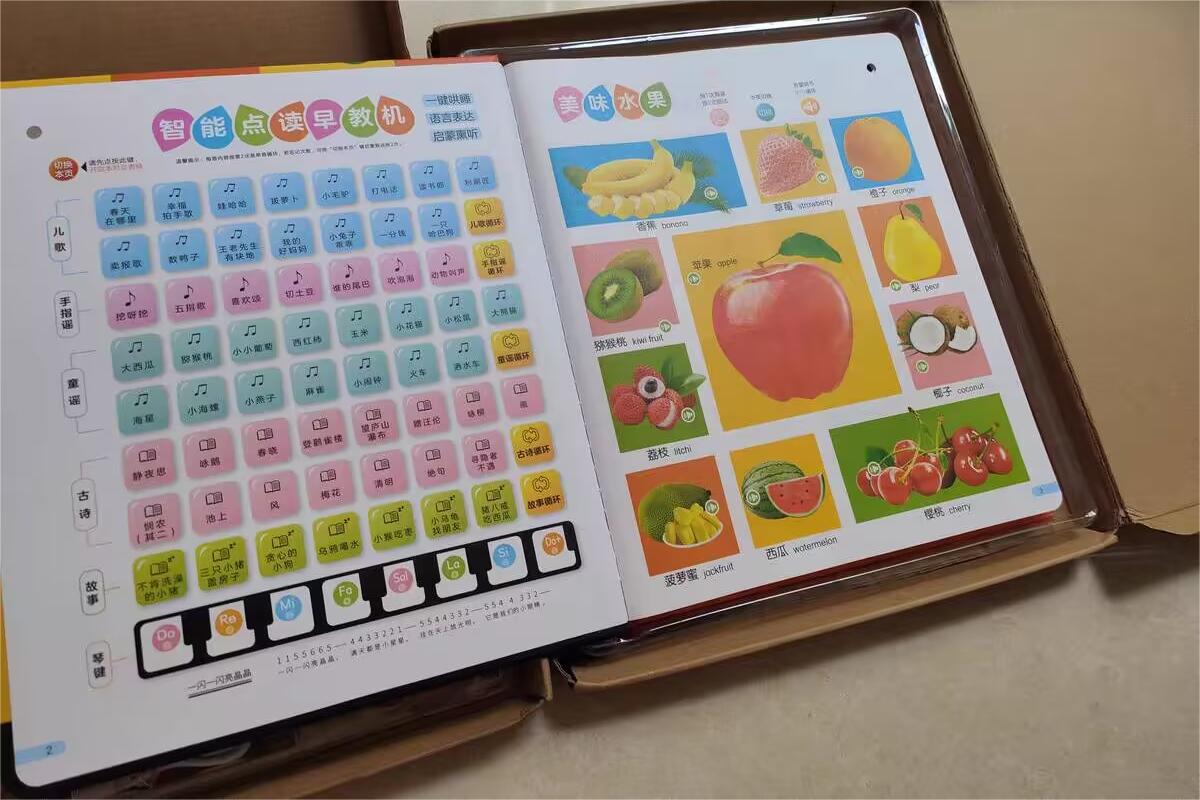 智能点读早教机
一键哄睡
语言表达
启蒙熏听
切换本页
请先点按此键
儿歌
春天在哪里
幸福拍手歌
娃哈哈
拔萝卜
小毛驴
打电话
读书郎
粉刷匠
卖报歌
数鸭子
王老先生有块地
我的好妈妈
小兔子乖乖
一分钱
一只哈巴狗
儿歌循环
手指谣
挖呀挖
五指歌
喜欢颂
切土豆
谁的尾巴
吹泡泡
动物叫声
手指谣循环
童谣
大西瓜
猕猴桃
小小葡萄
西红柿
玉米
小花猫
小松鼠
大熊猫
海星
小海螺
小燕子
麻雀
小闹钟
火车
洒水车
童谣循环
古诗
静夜思
咏鹅
春晓
登鹳雀楼
望庐山瀑布
赠汪伦
咏柳
画
悯农(其二)
池上
风
梅花
清明
绝句
寻隐者不遇
古诗循环
故事
不肯洗澡的小猪
三只小猪盖房子
贪心的小狗
乌鸦喝水
小猴吃枣
小乌龟找朋友
猪八戒吃西瓜
故事循环
琴键
Do
Re
Mi
Fa
Sol
La
Si
Do+
一闪一闪亮晶晶
1155665—4433221—5544332—5544332—
一闪一闪亮晶晶, 满天都是小星星, 挂在天上放光明, 它是我们的小眼睛。
2
美味水果
香蕉 banana
草莓 strawberry
橙子 orange
猕猴桃 kiwi fruit
苹果 apple
梨 pear
荔枝 litchi
椰子 coconut
菠萝蜜 jackfruit
西瓜 watermelon
樱桃 cherry